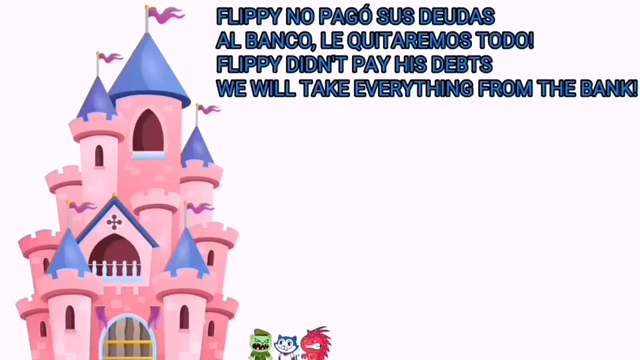 FLIPPY NO PAGÓ SUS DEUDAS
AL BANCO, LE QUITAREMOS TODO!
FLIPPY DIDN'T PAY HIS DEBTS
WE WILL TAKE EVERYTHING FROM THE BANK!